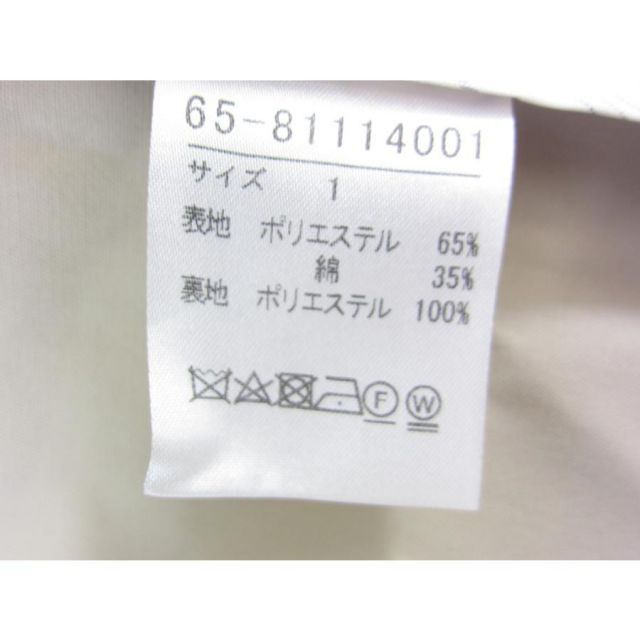 65-81114001
サイズ 1
表地 ポリエステル 65%
綿 35%
裏地 ポリエステル 100%
F W